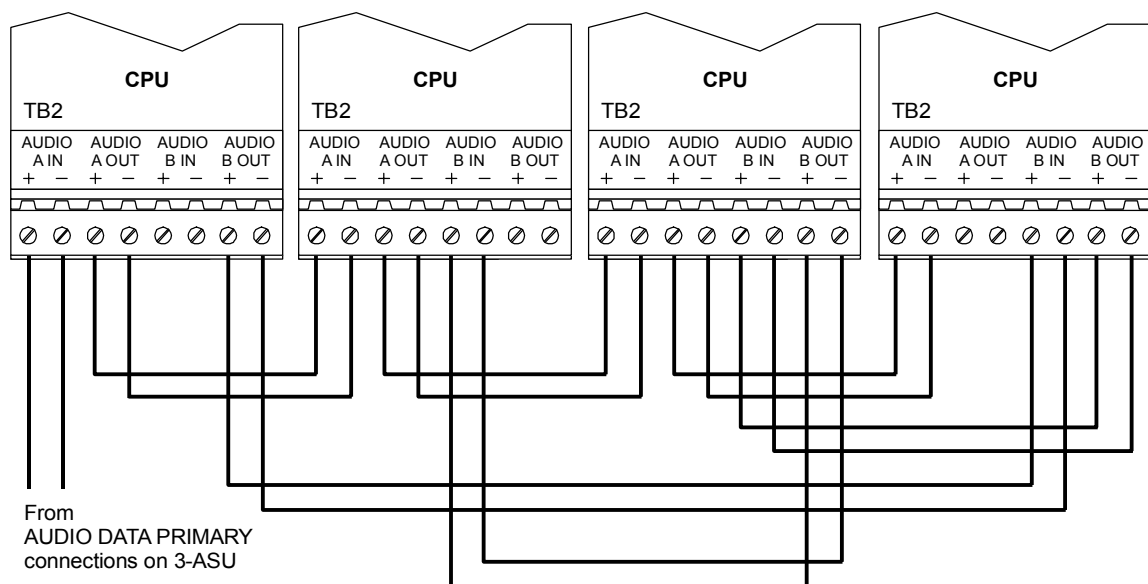 CPU CPU CPU CPU
TB2 TB2 TB2 TB2
AUDIO AUDIO AUDIO AUDIO AUDIO AUDIO AUDIO AUDIO AUDIO AUDIO AUDIO AUDIO AUDIO AUDIO AUDIO AUDIO
A IN A OUT B IN B OUT A IN A OUT B IN B OUT A IN A OUT B IN B OUT A IN A OUT B IN B OUT
+ − + − + − + − + − + − + − + − + − + − + − + − + − + − + − + −
From
AUDIO DATA PRIMARY
connections on 3-ASU